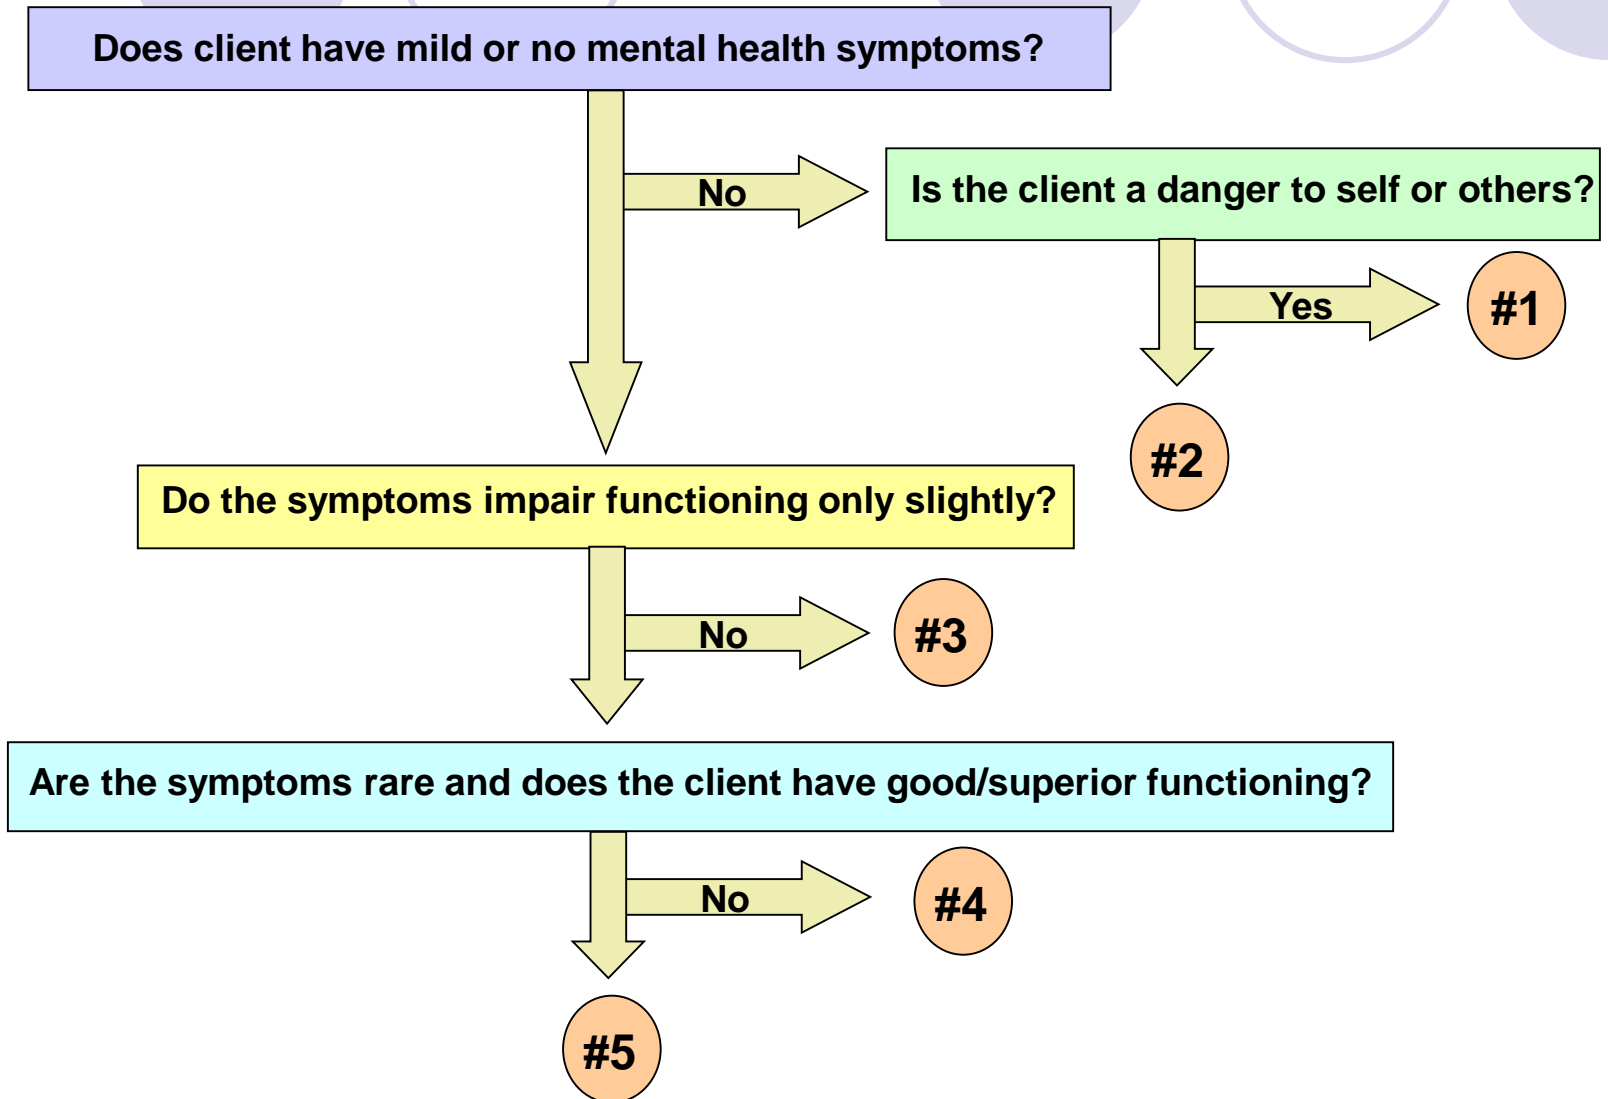 Does client have mild or no mental health symptoms?
No
Is the client a danger to self or others?
Yes
#1
#2
Do the symptoms impair functioning only slightly?
No
#3
Are the symptoms rare and does the client have good/superior functioning?
No
#4
#5